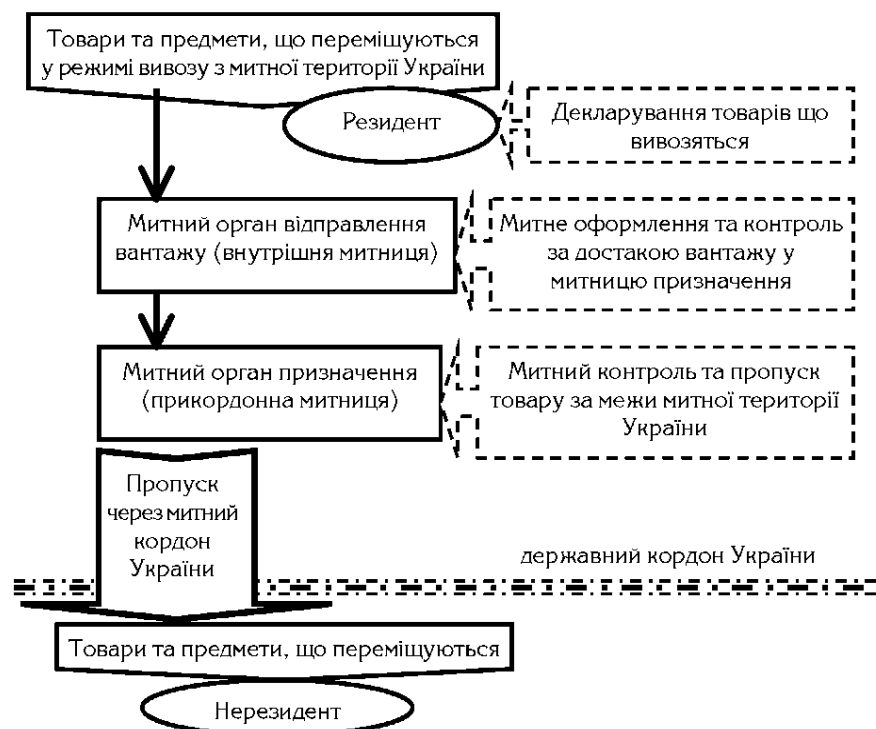 Товари та предмети, що переміщуються
у режимі вивозу з митної території України
Резидент
Декларування товарів що
вивозяться
Митний орган відправлення
вантажу (внутрішня митниця)
Митне оформлення та контроль
за достакою вантажу у
митницю призначення
Митний орган призначення
(прикордонна митниця)
Митний контроль та пропуск
товару за межи митної території
України
Пропуск
через митний
кордон
України
державний кордон України
Товари та предмети, що переміщуються
Нерезидент